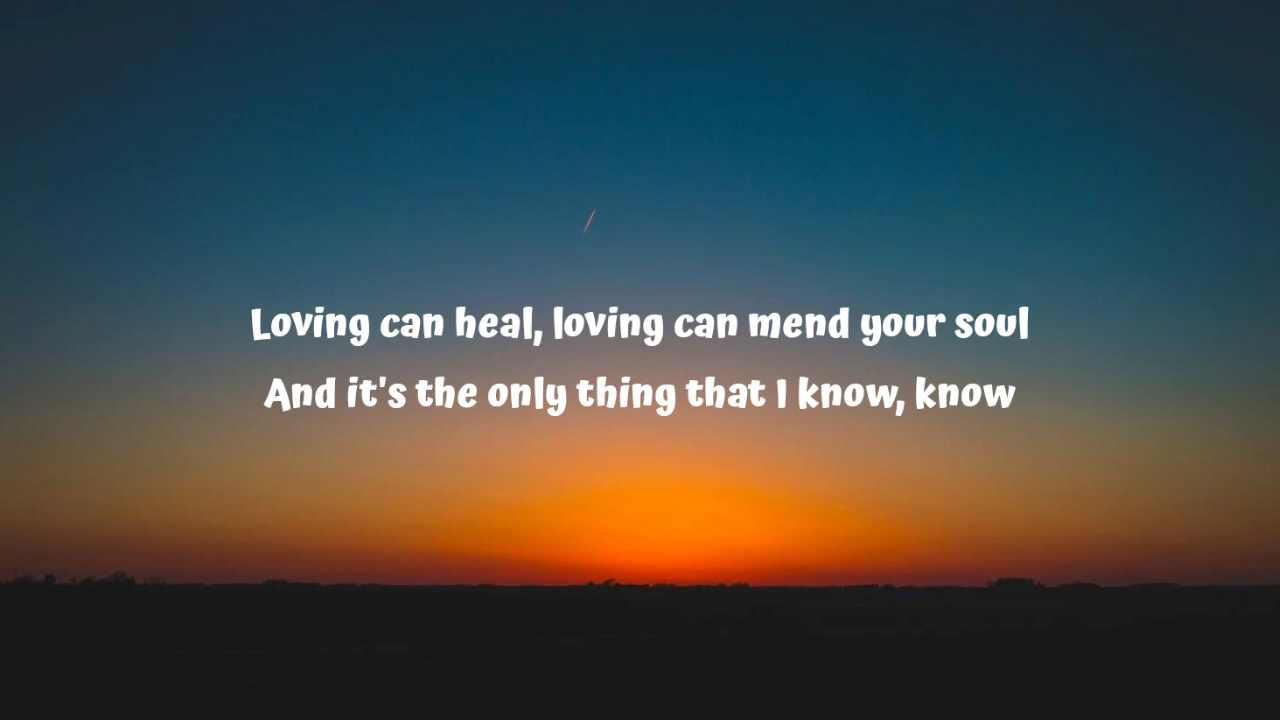 Loving can heal, loving can mend your soul
And it's the only thing that I know, know